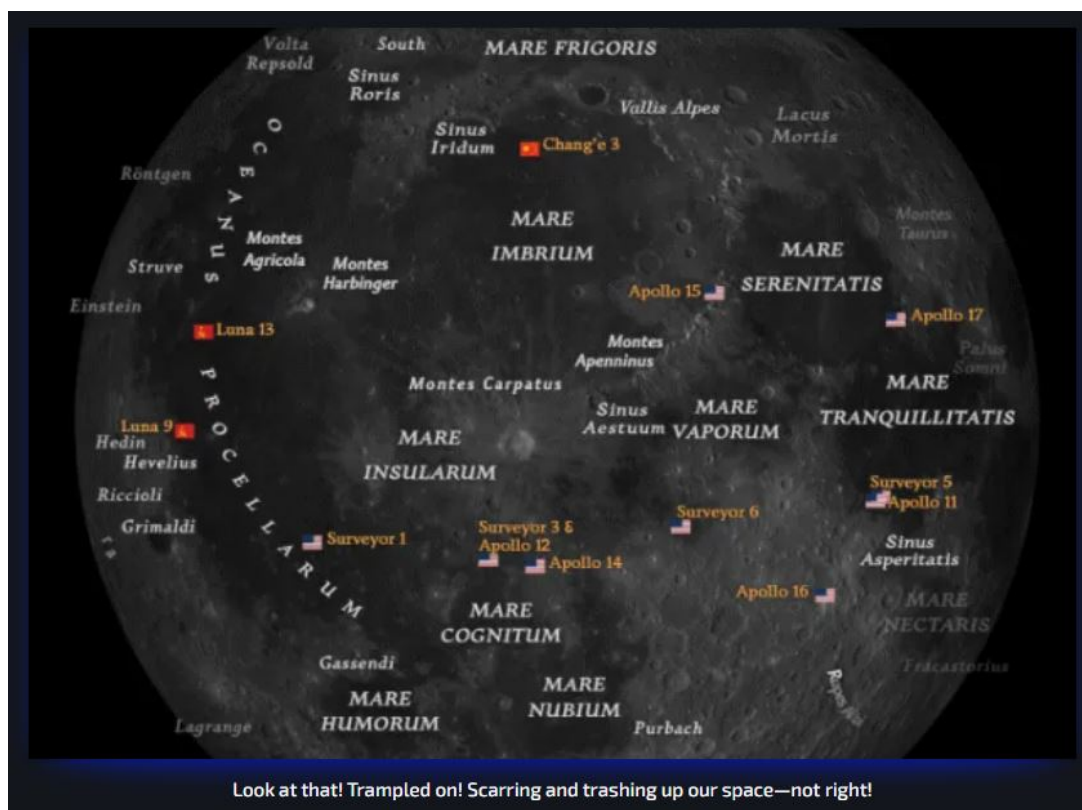 Volta
Repsold
South
MARE FRIGORIS
Sinus
Roris
Vallis Alpes
Lacus
Mortis
Sinus
Iridum
Chang'e 3
OCEANUS
Röntgen
MARE
IMBRIUM
Montes
Taurus
Montes
Agricola
Struve
Montes
Harbinger
MARE
SERENITATIS
Einstein
Apollo 15
Apollo 17
Luna 13
Montes
Apenninus
Palus
Somni
PROCELLARUM
Montes Carpatus
MARE
TRANQUILLITATIS
Sinus
Aestuum
MARE
VAPORUM
Luna 9
Hedin
Hevelius
MARE
INSULARUM
Riccioli
Grimaldi
Surveyor 5
Apollo 11
Surveyor 1
Surveyor 3 &
Apollo 12
Apollo 14
Surveyor 6
Sinus
Asperitatis
Apollo 16
MARE
NECTARIS
MARE
COGNITUM
Gassendi
Fracastorius
MARE
HUMORUM
MARE
NUBIUM
Lagrange
Purbach
Look at that! Trampled on! Scarring and trashing up our space—not right!